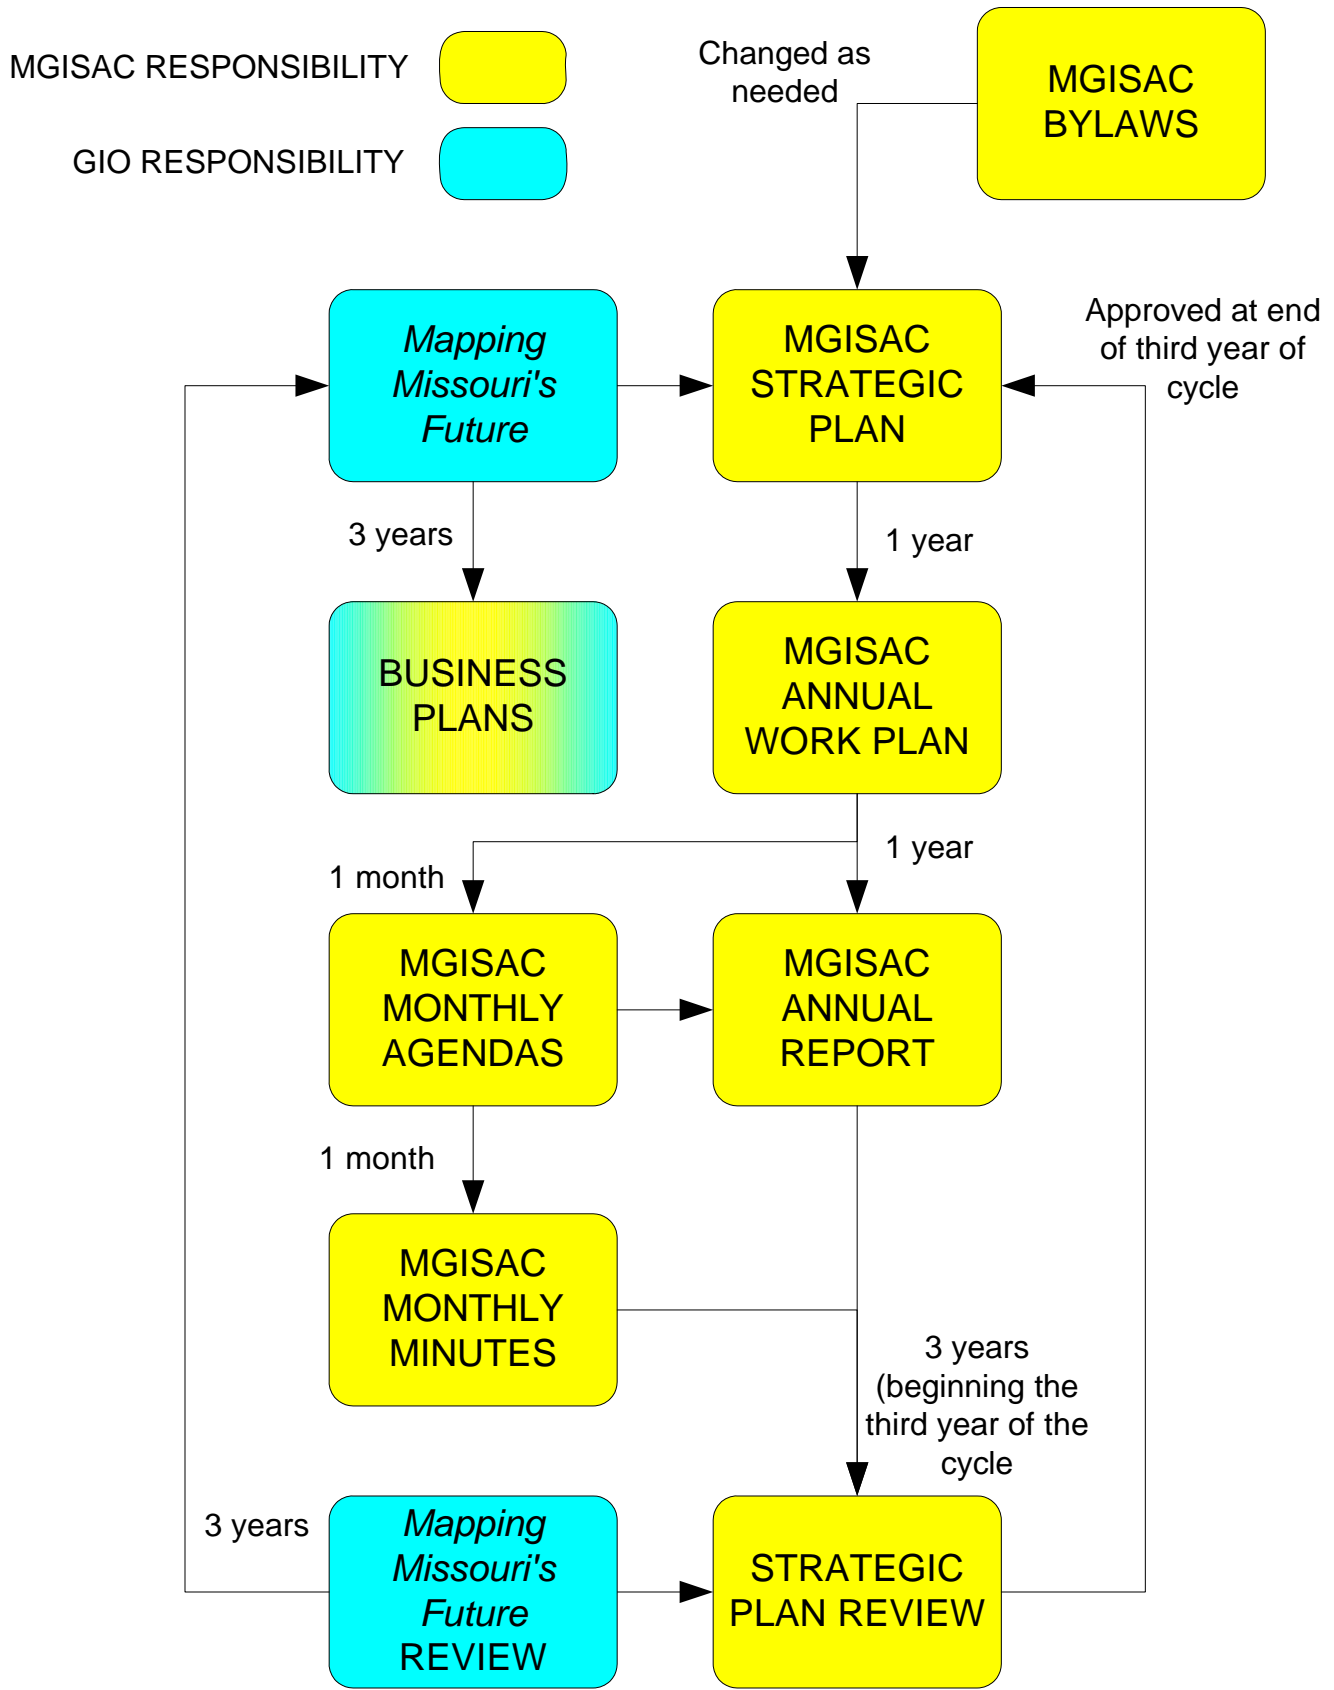 MGISAC RESPONSIBILITY
GIO RESPONSIBILITY
Changed as
needed
MGISAC
BYLAWS
Mapping
Missouri's
Future
MGISAC
STRATEGIC
PLAN
Approved at end
of third year of
cycle
3 years
1 year
BUSINESS
PLANS
MGISAC
ANNUAL
WORK PLAN
1 month
1 year
MGISAC
MONTHLY
AGENDAS
MGISAC
ANNUAL
REPORT
1 month
MGISAC
MONTHLY
MINUTES
3 years
(beginning the
third year of the
cycle
3 years
Mapping
Missouri's
Future
REVIEW
STRATEGIC
PLAN REVIEW